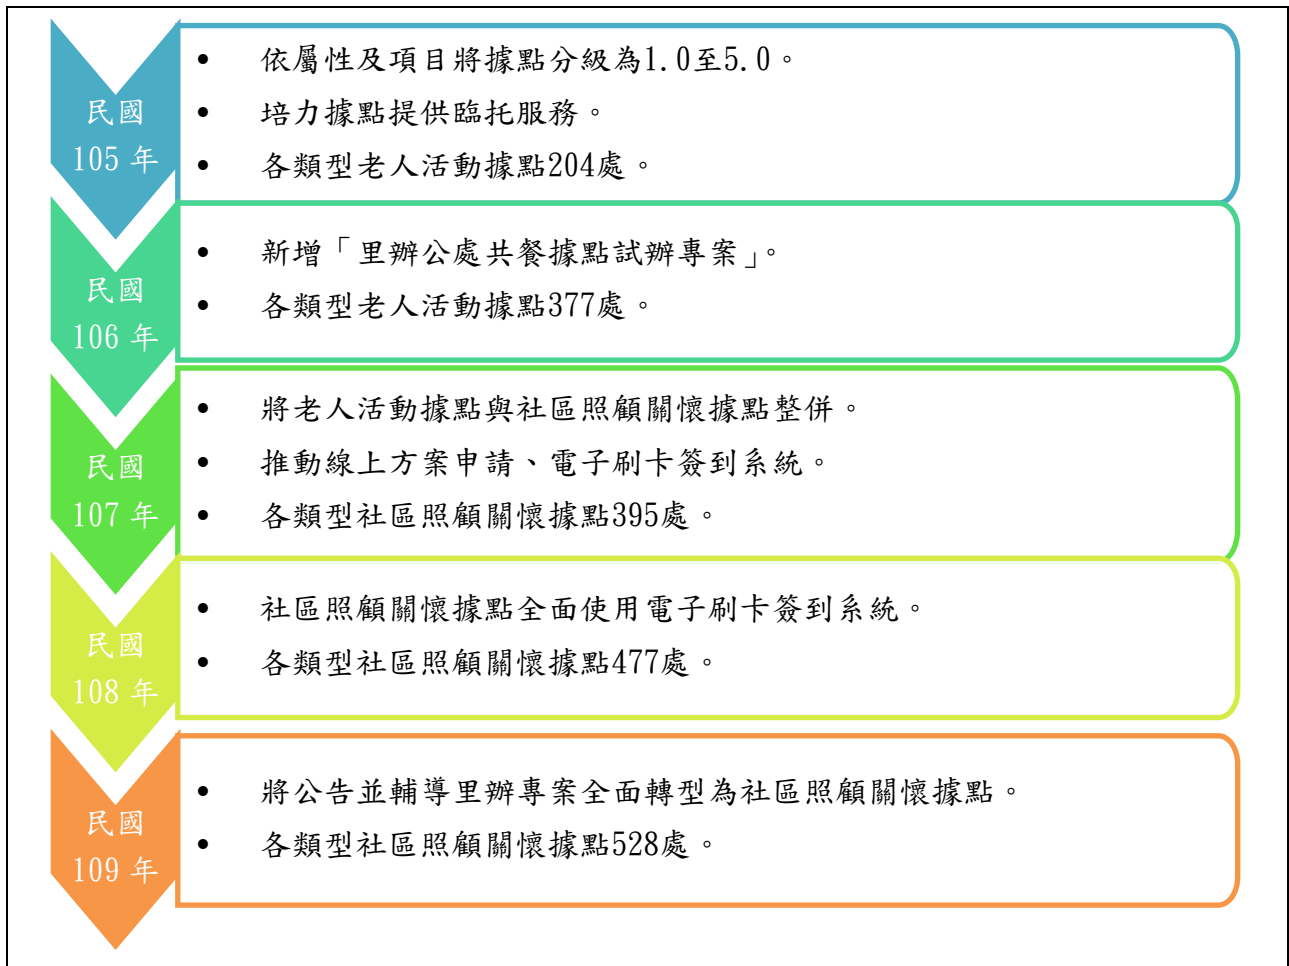 民國
105 年
• 依屬性及項目將據點分級為1.0至5.0。
• 培力據點提供臨托服務。
• 各類型老人活動據點204處。
民國
106 年
• 新增「里辦公處共餐據點試辦專案」。
• 各類型老人活動據點377處。
民國
107 年
• 將老人活動據點與社區照顧關懷據點整併。
• 推動線上方案申請、電子刷卡簽到系統。
• 各類型社區照顧關懷據點395處。
民國
108 年
• 社區照顧關懷據點全面使用電子刷卡簽到系統。
• 各類型社區照顧關懷據點477處。
民國
109 年
• 將公告並輔導里辦專案全面轉型為社區照顧關懷據點。
• 各類型社區照顧關懷據點528處。